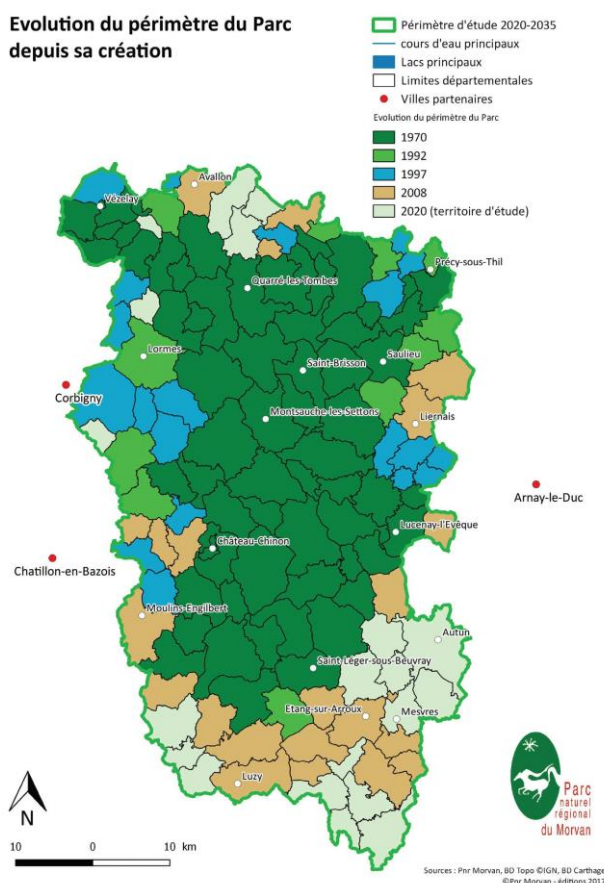 Evolution du périmètre du Parc
depuis sa création
Périmètre d'étude 2020-2035
cours d'eau principaux
Lacs principaux
Limites départementales
Villes partenaires
Evolution du périmètre du Parc
1970
1992
1997
2008
2020 (territoire d'étude)
Avallon
Vézelay
Précy-sous-Thil
Quarré-les-Tombes
Lormes
Saint-Brisson
Saulieu
Corbigny
Montsauche-les-Settons
Liernais
Arnay-le-Duc
Lucenay-l'Evêque
Château-Chinon
Chatillon-en-Bazois
Moulins-Engilbert
Autun
Saint-Léger-sous-Beuvray
Etang-sur-Arroux
Mesvres
Luzy
N
10 0 10 km
Parc
naturel
régional
du Morvan
Sources : Pnr Morvan, BD Topo ©IGN, BD Carthage
©Pnr Morvan - éditions 2017